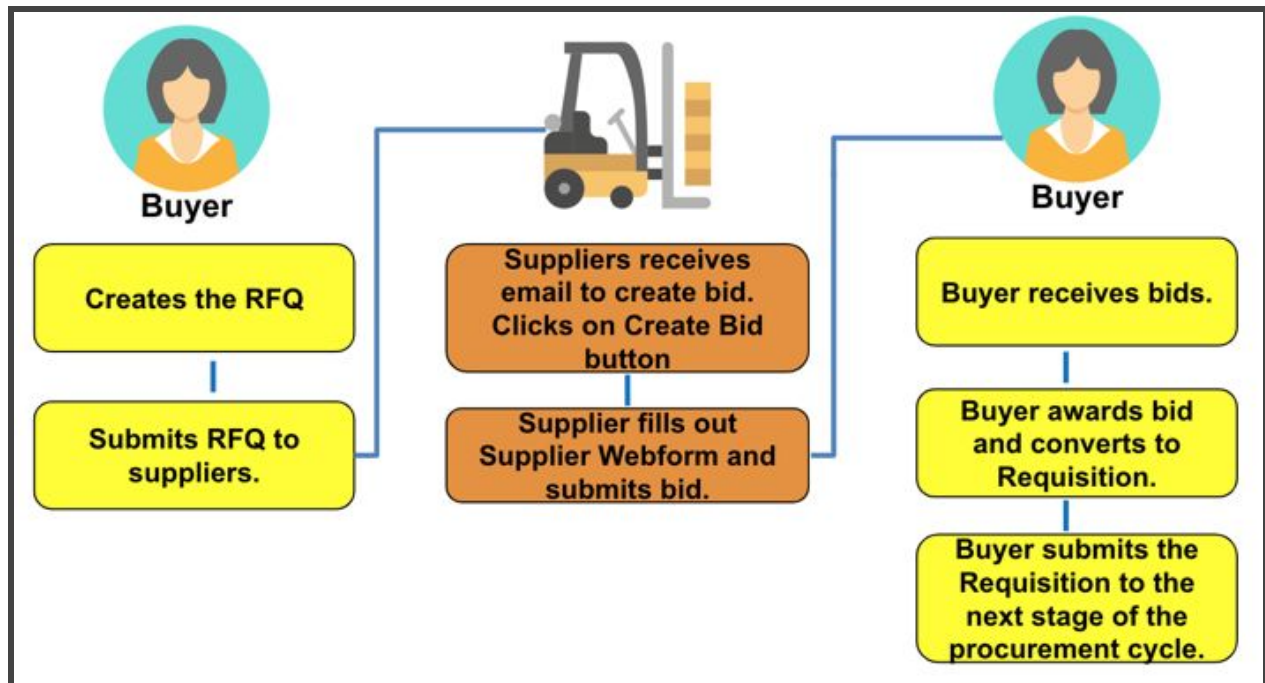 Buyer
Creates the RFQ
Submits RFQ to
suppliers.
Suppliers receives
email to create bid.
Clicks on Create Bid
button
Supplier fills out
Supplier Webform and
submits bid.
Buyer
Buyer receives bids.
Buyer awards bid
and converts to
Requisition.
Buyer submits the
Requisition to the
next stage of the
procurement cycle.